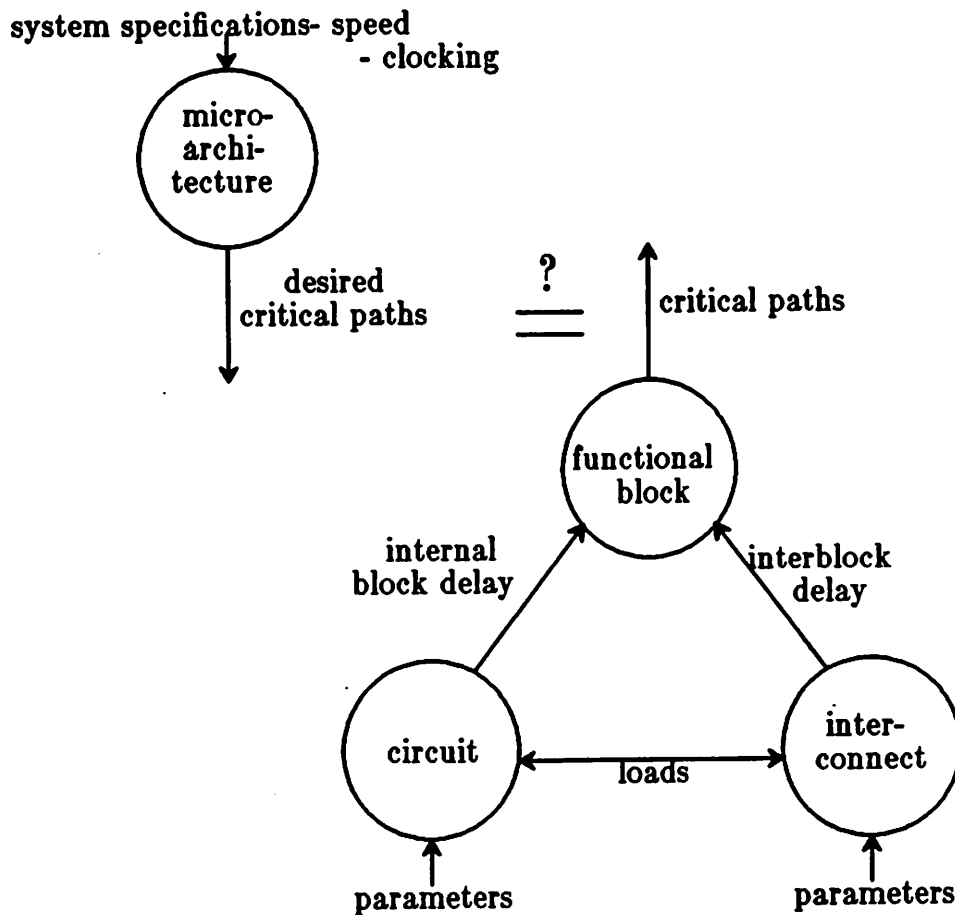 system specifications- speed
- clocking
micro-
archi-
tecture
desired
critical paths
?
critical paths
functional
block
internal
block delay
interblock
delay
circuit
loads
inter-
connect
parameters
parameters